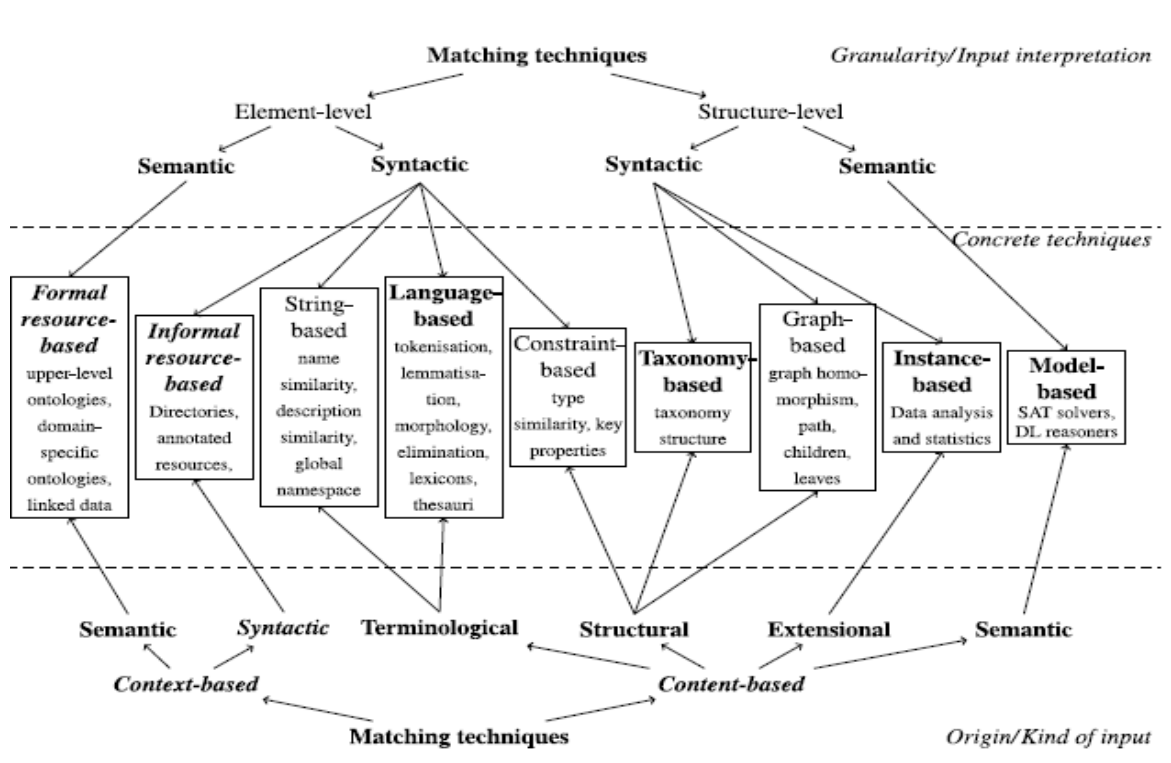 Matching techniques
Granularity/Input interpretation
Element-level
Structure-level
Semantic
Syntactic
Syntactic
Semantic
Concrete techniques
Formal
resource-
based
upper-level
ontologies,
domain-
specific
ontologies,
linked data
Informal
resource-
based
Directories,
annotated
resources,
String-
based
name
similarity,
description
similarity,
global
namespace
Language-
based
tokenisation,
lemmatisa-
tion,
morphology,
elimination,
lexicons,
thesauri
Constraint-
based
type
similarity, key
properties
Taxonomy-
based
taxonomy
structure
Graph-
based
graph homo-
morphism,
path,
children,
leaves
Instance-
based
Data analysis
and statistics
Model-
based
SAT solvers,
DL reasoners
Semantic
Syntactic
Terminological
Structural
Extensional
Semantic
Context-based
Content-based
Matching techniques
Origin/Kind of input